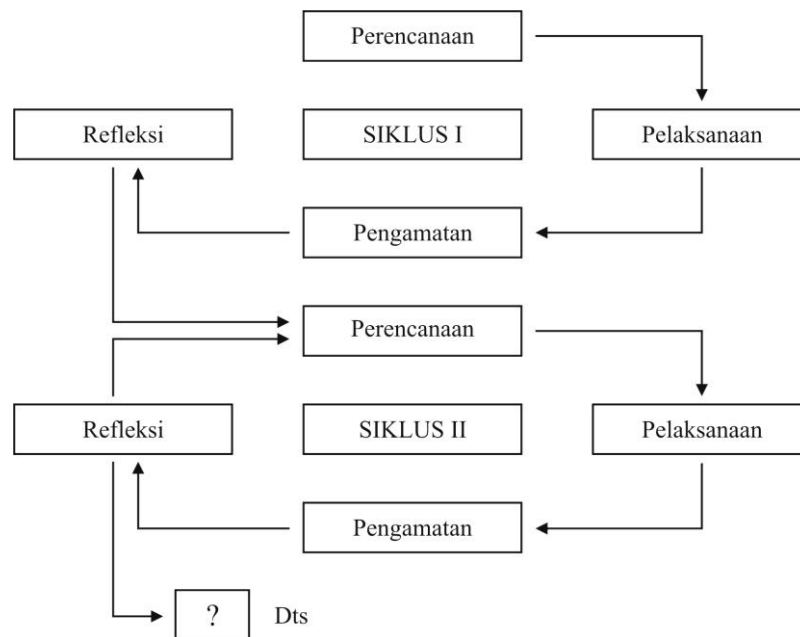 Perencanaan
Refleksi
SIKLUS I
Pelaksanaan
Pengamatan
Perencanaan
Refleksi
SIKLUS II
Pelaksanaan
Pengamatan
? Dts